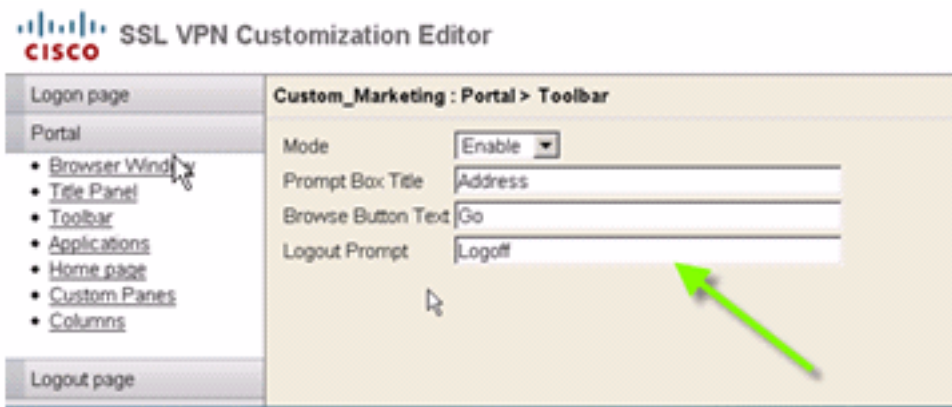 CISCO SSL VPN Customization Editor
Logon page
Portal
Browser Window
Title Panel
Toolbar
Applications
Home page
Custom Panes
Columns
Logout page
Custom_Marketing : Portal > Toolbar
Mode Enable
Prompt Box Title Address
Browse Button Text Go
Logout Prompt Logoff